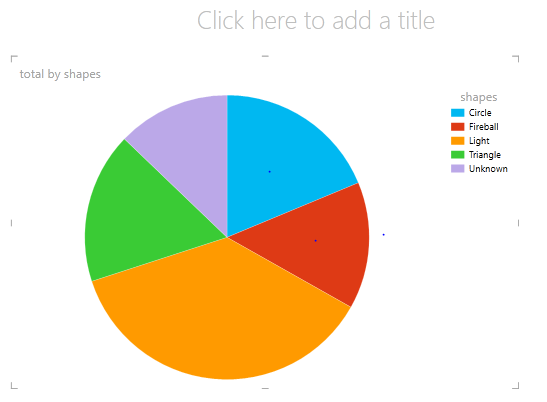 Click here to add a title
total by shapes
shapes
Circle
Fireball
Light
Triangle
Unknown